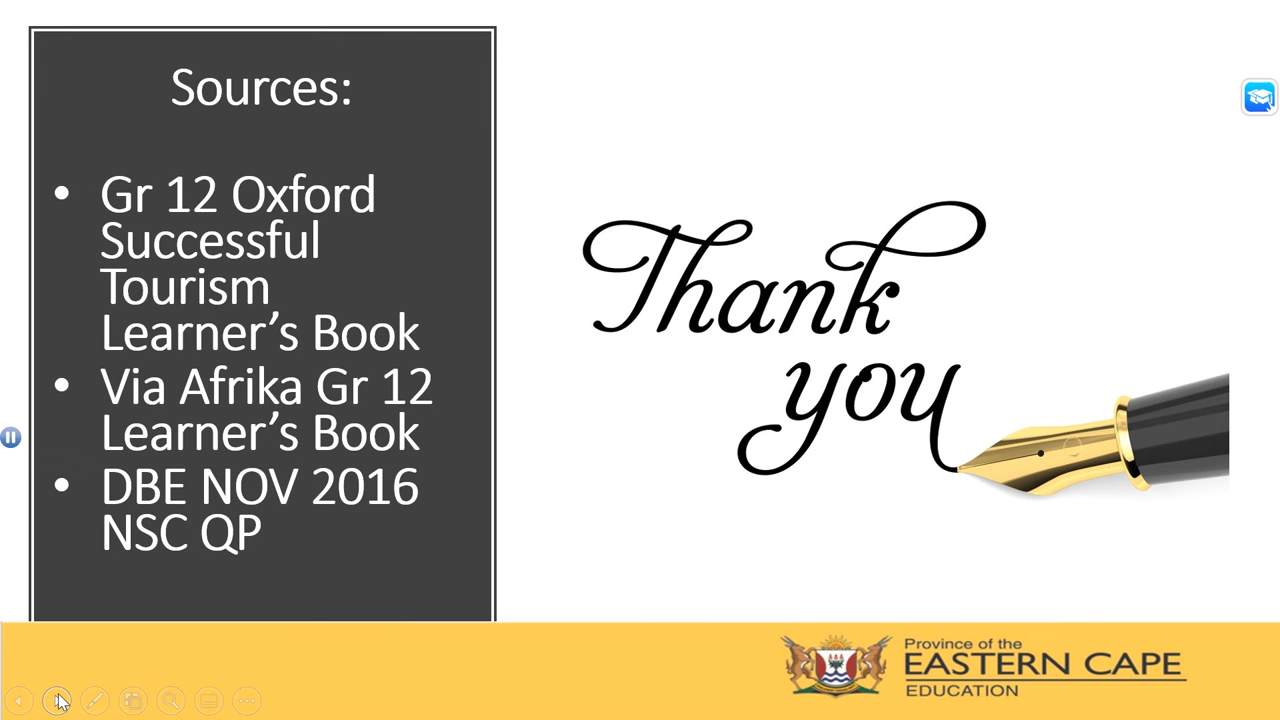 Sources:
• Gr 12 Oxford
Successful
Tourism
Learner’s Book
• Via Afrika Gr 12
Learner’s Book
• DBE NOV 2016
NSC QP
Thank
you
Province of the
EASTERN CAPE
EDUCATION